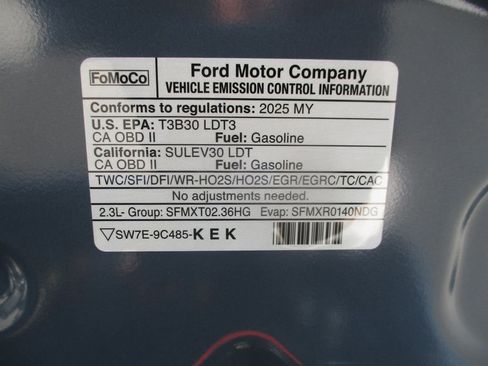 FoMoCo
Ford Motor Company
VEHICLE EMISSION CONTROL INFORMATION
Conforms to regulations: 2025 MY
U.S. EPA: T3B30 LDT3
CA OBD II Fuel: Gasoline
California: SULEV30 LDT
CA OBD II Fuel: Gasoline
TWC/SFI/DFI/WR-HO2S/HO2S/EGR/EGRC/TC/CAC
No adjustments needed.
2.3L- Group: SFMXT02.36HG Evap: SFMXR0140NDG
SW7E-9C485-KEK